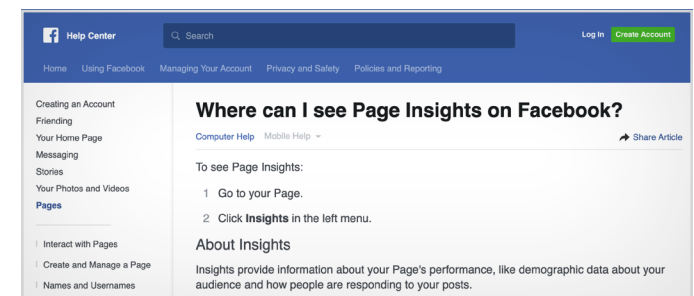 f Help Center
Search
Log In
Create Account
Home Using Facebook Managing Your Account Privacy and Safety Policies and Reporting
Creating an Account
Friending
Your Home Page
Messaging
Stories
Your Photos and Videos
Pages
Interact with Pages
Create and Manage a Page
Names and Usernames
Where can I see Page Insights on Facebook?
Computer Help Mobile Help
Share Article
To see Page Insights:
1 Go to your Page.
2 Click Insights in the left menu.
About Insights
Insights provide information about your Page's performance, like demographic data about your
audience and how people are responding to your posts.